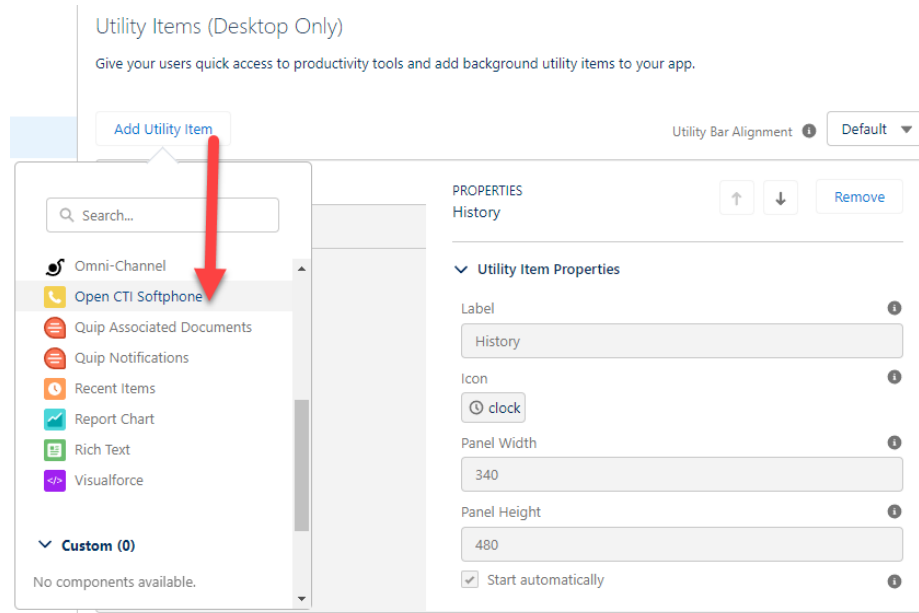 Utility Items (Desktop Only)
Give your users quick access to productivity tools and add background utility items to your app.
Add Utility Item
Utility Bar Alignment
Default
Search...
Omni-Channel
Open CTI Softphone
Quip Associated Documents
Quip Notifications
Recent Items
Report Chart
Rich Text
Visualforce
Custom (0)
No components available.
PROPERTIES
History
Remove
Utility Item Properties
Label
History
Icon
clock
Panel Width
340
Panel Height
480
Start automatically